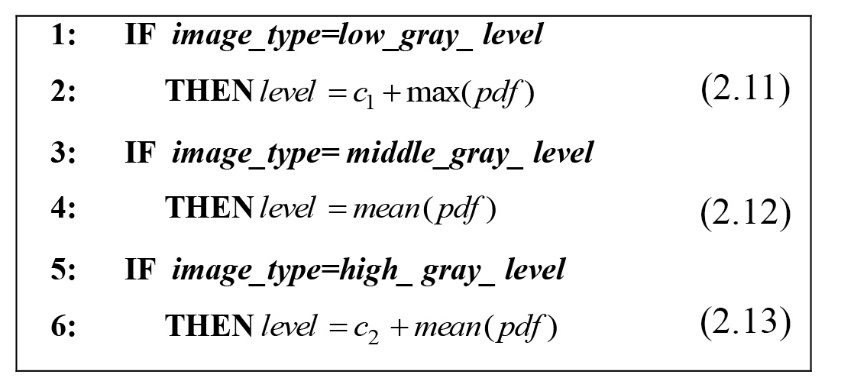 1: IF image_type=low_gray_ level
2: THEN level = c₁ + max(pdf) (2.11)
3: IF image_type= middle_gray_ level
4: THEN level = mean(pdf) (2.12)
5: IF image_type=high_ gray_ level
6: THEN level = c₂ + mean(pdf) (2.13)